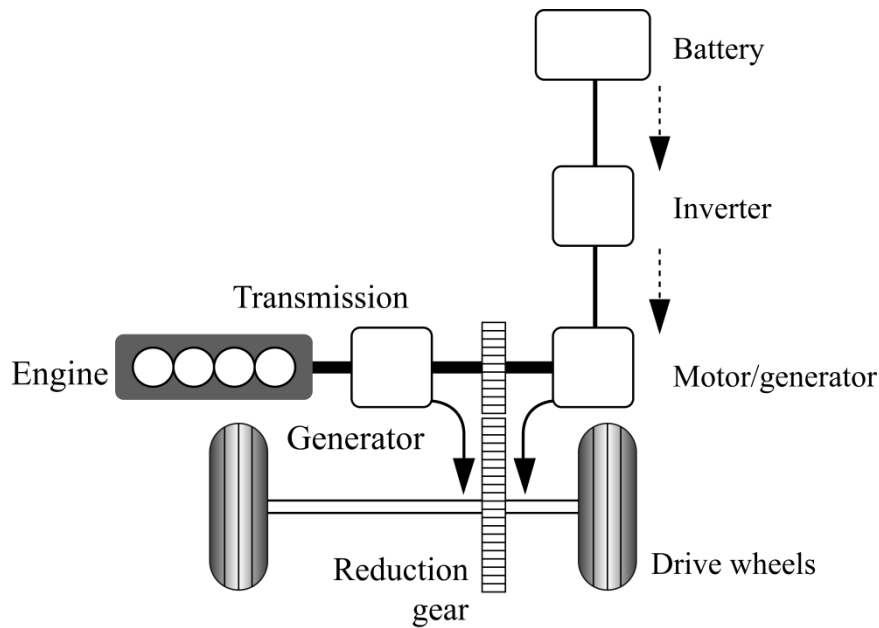 Battery
Inverter
Transmission
Engine
Motor/generator
Generator
Reduction
gear
Drive wheels